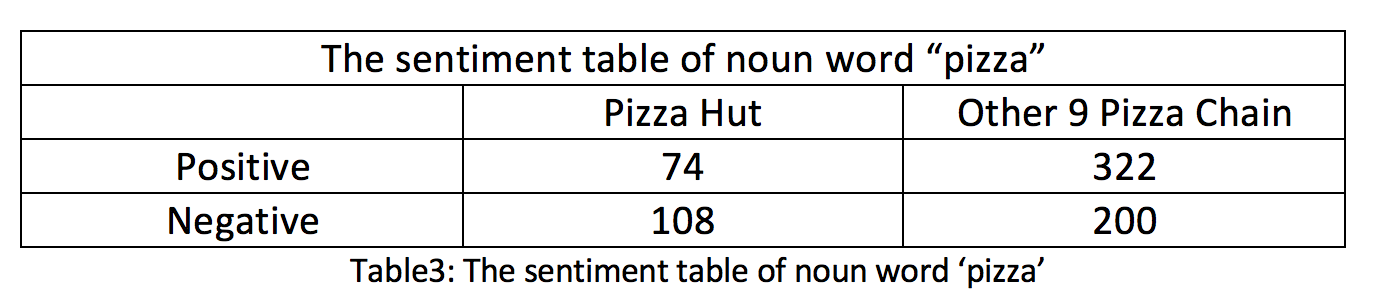 The sentiment table of noun word “pizza”
Pizza Hut Other 9 Pizza Chain
Positive 74 322
Negative 108 200
Table3: The sentiment table of noun word ‘pizza’